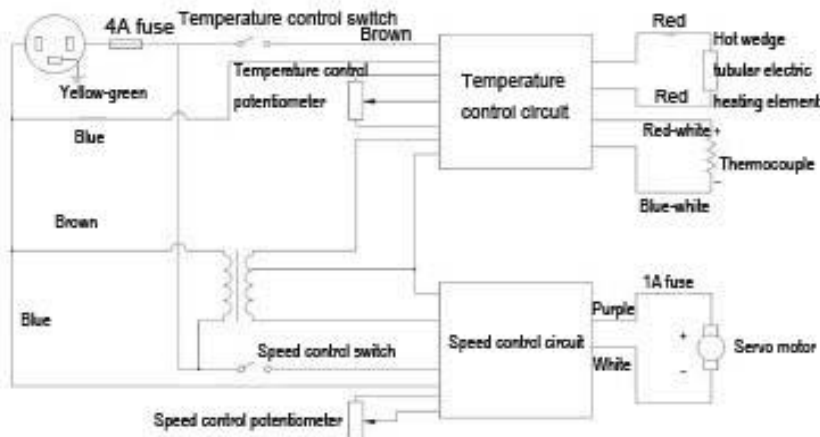 4A fuse
Temperature control switch
Brown
Yellow-green
Temperature control
potentiometer
Blue
Temperature
control circuit
Red
Red
Hot wedge
tubular electric
heating element
Red-white
+
Thermocouple
−
Blue-white
Brown
Blue
Speed control switch
Speed control potentiometer
Speed control circuit
1A fuse
Purple
+
−
White
Servo motor